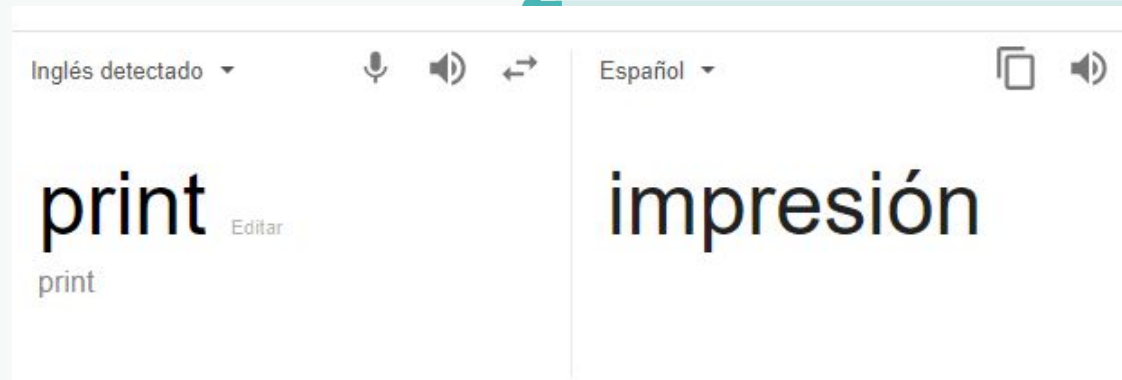 Inglés detectado
Español
print Editar
print
impresión